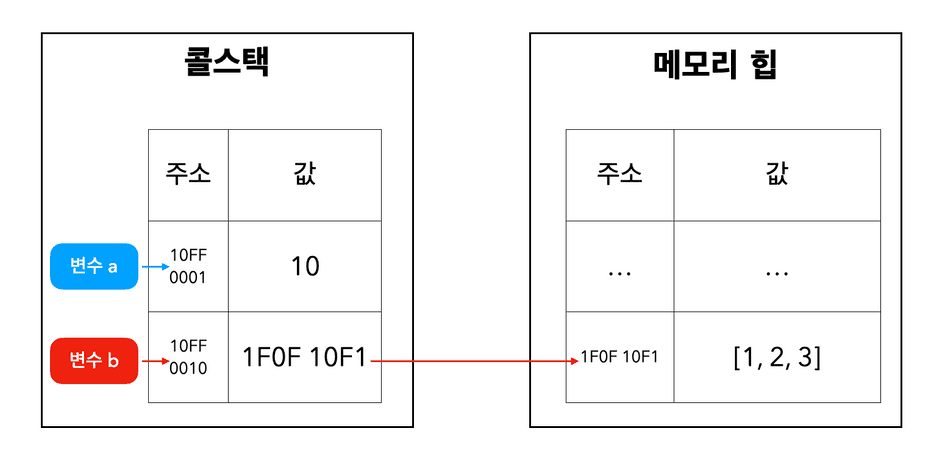 콜스택
주소 값
변수 a
10FF
0001
10
변수 b
10FF
0010
1F0F 10F1
메모리 힙
주소 값
... ...
1F0F 10F1 [1, 2, 3]